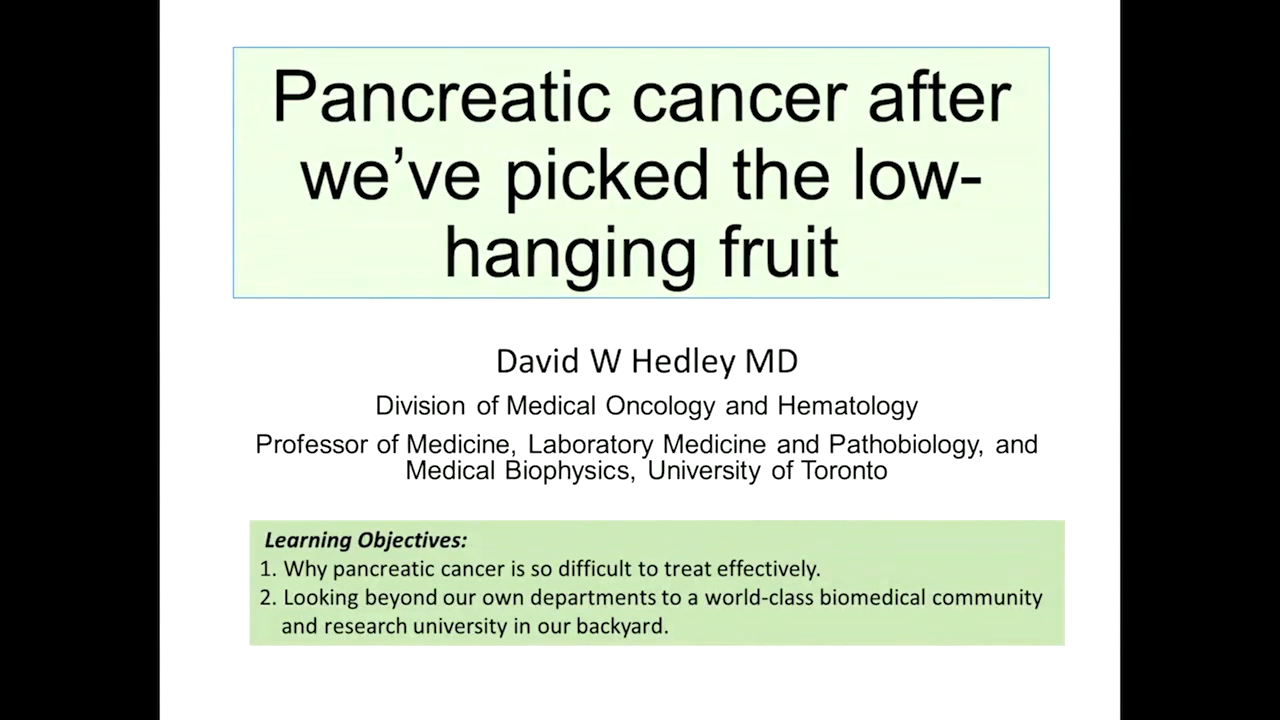 Pancreatic cancer after
we’ve picked the low-
hanging fruit
David W Hedley MD
Division of Medical Oncology and Hematology
Professor of Medicine, Laboratory Medicine and Pathobiology, and
Medical Biophysics, University of Toronto
Learning Objectives:
1. Why pancreatic cancer is so difficult to treat effectively.
2. Looking beyond our own departments to a world-class biomedical community
and research university in our backyard.